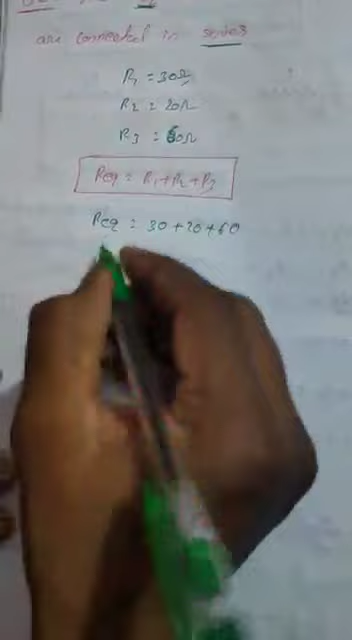 are connected in series
R1 = 30Ω
R2 = 20Ω
R3 = 60Ω
Req = R1+R2+R3
Req = 30+20+60